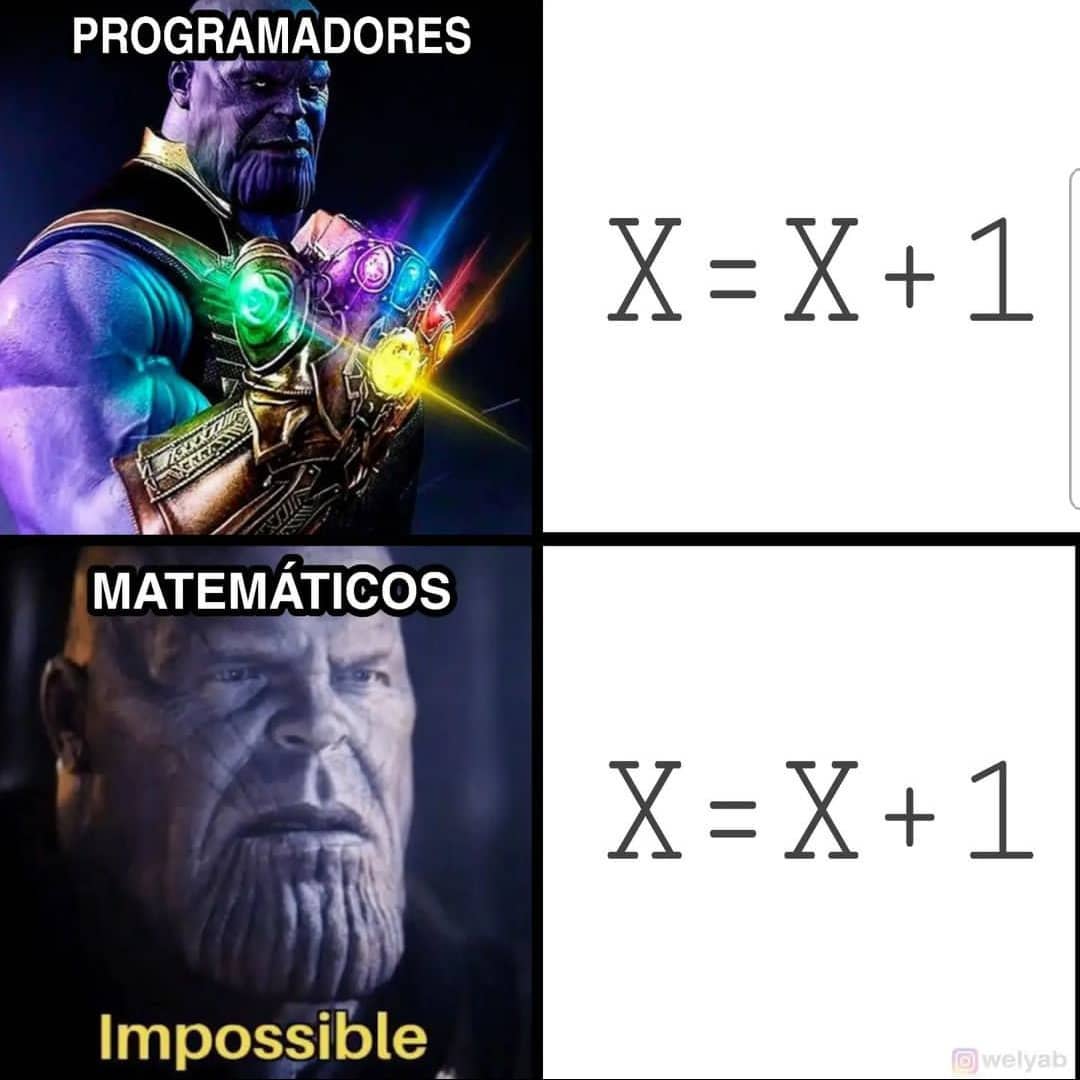 PROGRAMADORES
X = X + 1
MATEMÁTICOS
X = X + 1
Impossible
welyab